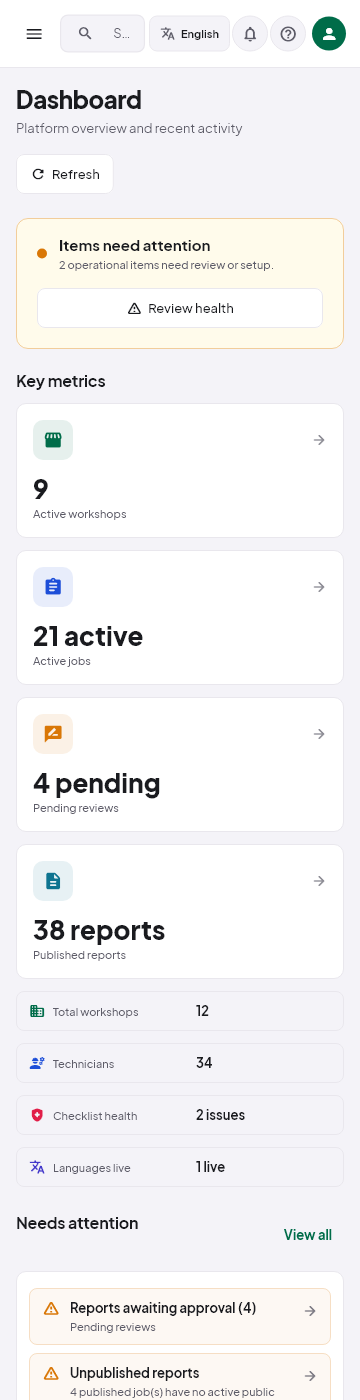 S...
English
Dashboard
Platform overview and recent activity
Refresh
Items need attention
2 operational items need review or setup.
Review health
Key metrics
9
Active workshops
21 active
Active jobs
4 pending
Pending reviews
38 reports
Published reports
Total workshops 12
Technicians 34
Checklist health 2 issues
Languages live 1 live
Needs attention
View all
Reports awaiting approval (4)
Pending reviews
Unpublished reports
4 published job(s) have no active public